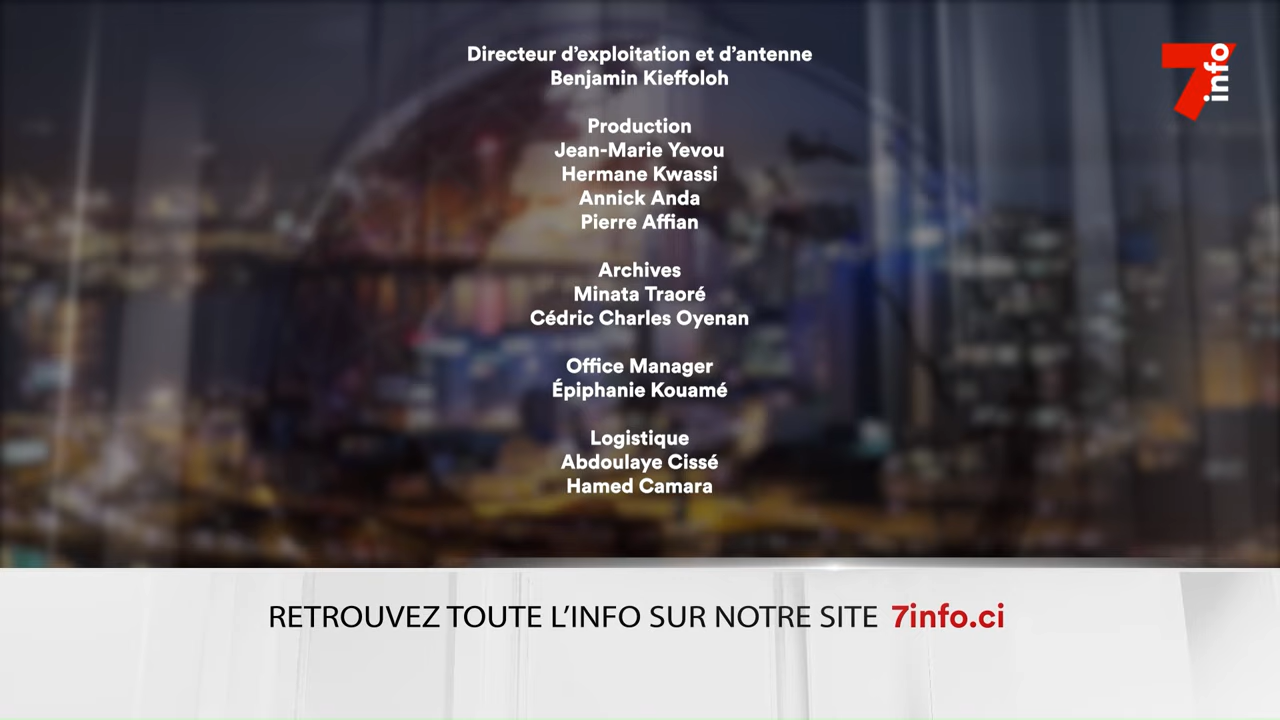 Directeur d'exploitation et d'antenne
Benjamin Kieffoloh
Production
Jean-Marie Yevou
Hermane Kwassi
Annick Anda
Pierre Affian
Archives
Minata Traoré
Cédric Charles Oyenan
Office Manager
Épiphanie Kouamé
Logistique
Abdoulaye Cissé
Hamed Camara
7info
RETROUVEZ TOUTE L'INFO SUR NOTRE SITE 7info.ci